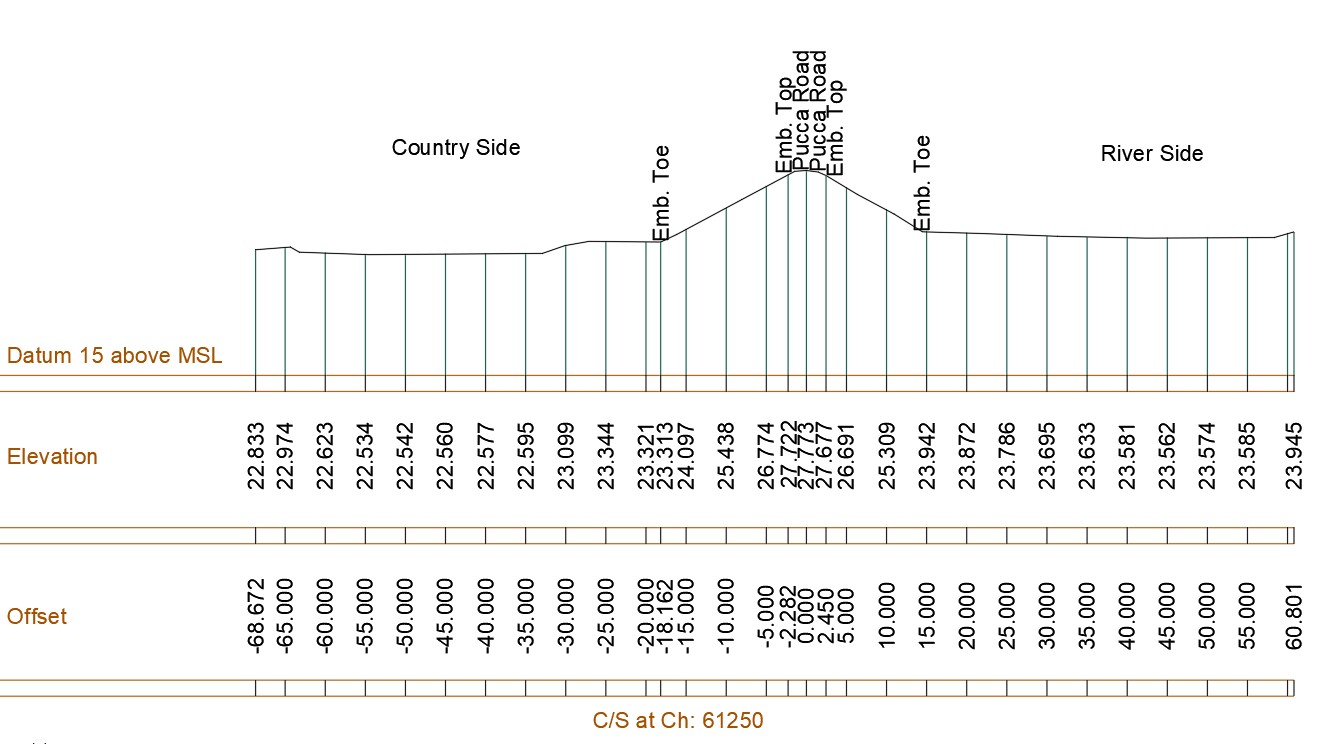 Emb. Top
Pucca Road
Pucca Road
Emb. Top
Country Side
Emb. Toe
Emb. Toe
River Side
Datum 15 above MSL
Elevation
22.833 22.974 22.623 22.534 22.542 22.560 22.577 22.595 23.099 23.344 23.321 23.313 24.097 25.438 26.774 27.722 27.773 27.677 26.691 25.309 23.942 23.872 23.786 23.695 23.633 23.581 23.562 23.574 23.585 23.945
Offset
-68.672 -65.000 -60.000 -55.000 -50.000 -45.000 -40.000 -35.000 -30.000 -25.000 -20.000 -18.162 -15.000 -10.000 -5.000 -2.282 0.000 2.450 5.000 10.000 15.000 20.000 25.000 30.000 35.000 40.000 45.000 50.000 55.000 60.801
C/S at Ch: 61250